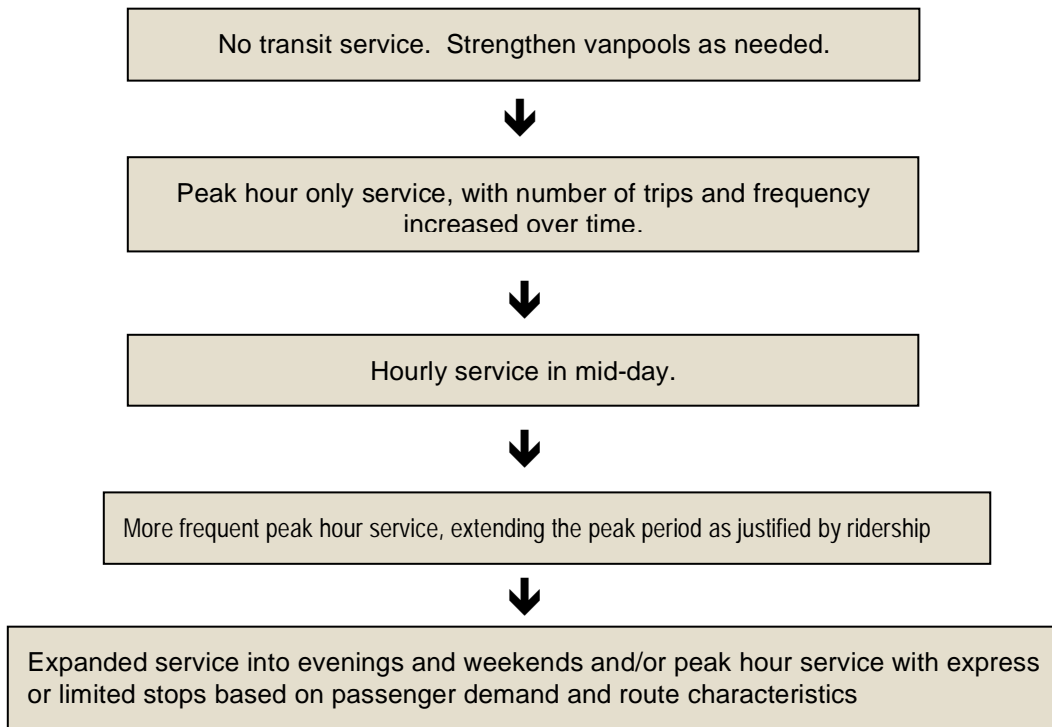 No transit service.  Strengthen vanpools as needed.
Peak hour only service, with number of trips and frequency
increased over time.
Hourly service in mid-day.
More frequent peak hour service, extending the peak period as justified by ridership
Expanded service into evenings and weekends and/or peak hour service with express
or limited stops based on passenger demand and route characteristics